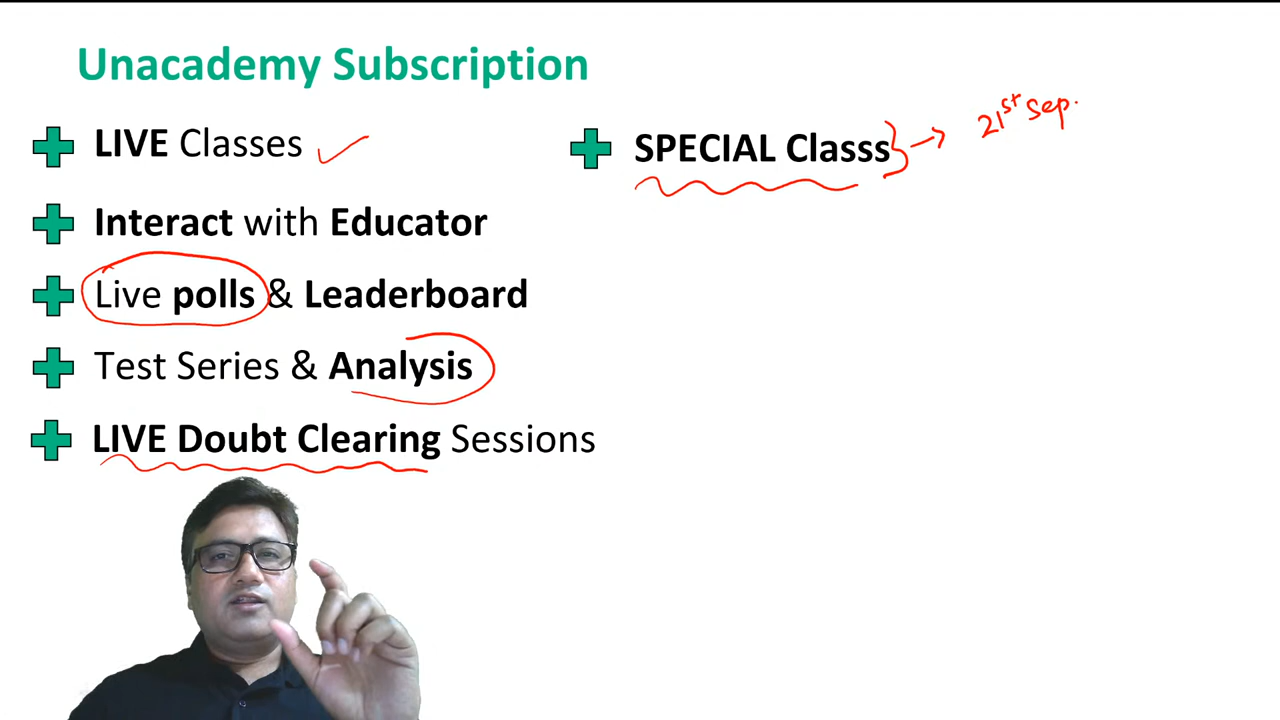 Unacademy Subscription
LIVE Classes
Interact with Educator
Live polls & Leaderboard
Test Series & Analysis
LIVE Doubt Clearing Sessions
SPECIAL Classs
21st Sep.